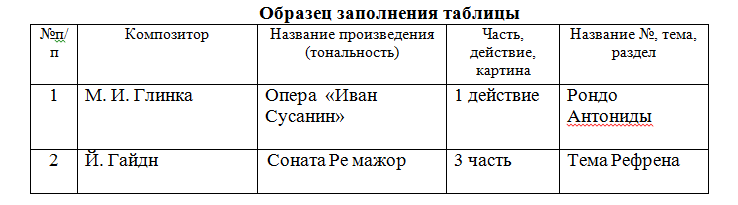 Образец заполнения таблицы
№п/п Композитор Название произведения (тональность) Часть, действие, картина Название №, тема, раздел
1 М. И. Глинка Опера «Иван Сусанин» 1 действие Рондо Антониды
2 Й. Гайдн Соната Ре мажор 3 часть Тема Рефрена